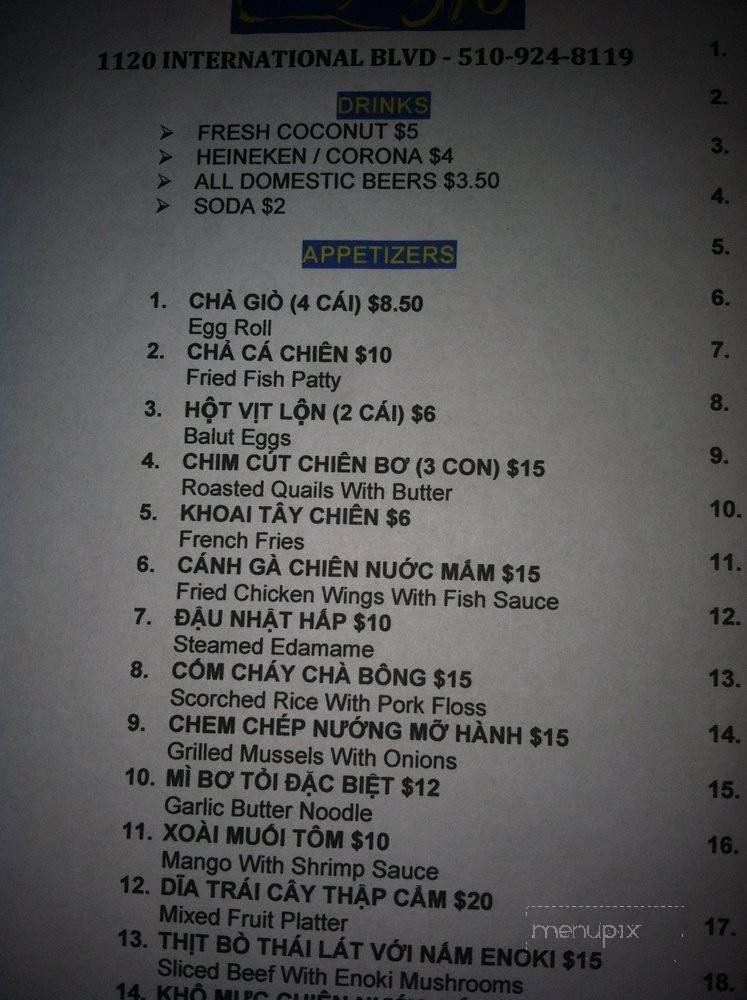 510
1120 INTERNATIONAL BLVD - 510-924-8119
DRINKS
➢ FRESH COCONUT $5
➢ HEINEKEN / CORONA $4
➢ ALL DOMESTIC BEERS $3.50
➢ SODA $2
APPETIZERS
1. CHẢ GIÒ (4 CÁI) $8.50
Egg Roll
2. CHẢ CÁ CHIÊN $10
Fried Fish Patty
3. HỘT VỊT LỘN (2 CÁI) $6
Balut Eggs
4. CHIM CÚT CHIÊN BƠ (3 CON) $15
Roasted Quails With Butter
5. KHOAI TÂY CHIÊN $6
French Fries
6. CÁNH GÀ CHIÊN NUỚC MẮM $15
Fried Chicken Wings With Fish Sauce
7. ĐẬU NHẬT HẤP $10
Steamed Edamame
8. CỐM CHÁY CHÀ BÔNG $15
Scorched Rice With Pork Floss
9. CHEM CHÉP NƯỚNG MỠ HÀNH $15
Grilled Mussels With Onions
10. MÌ BƠ TỎI ĐẶC BIỆT $12
Garlic Butter Noodle
11. XOÀI MUỐI TÔM $10
Mango With Shrimp Sauce
12. DĨA TRÁI CÂY THẬP CẨM $20
Mixed Fruit Platter
13. THỊT BÒ THÁI LÁT VỚI NẤM ENOKI $15
Sliced Beef With Enoki Mushrooms
14. KHÔ MỰC CHIÊN
1.
2.
3.
4.
5.
6.
7.
8.
9.
10.
11.
12.
13.
14.
15.
16.
17.
18.
menupix